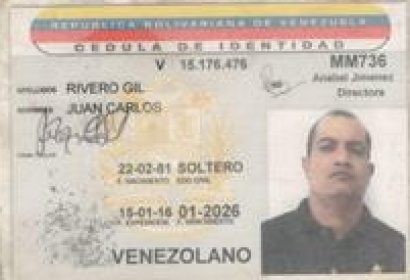 REPUBLICA BOLIVARIANA DE VENEZUELA
CEDULA DE IDENTIDAD
V 15.176.476 MM736
Anabel Jimenez
Directora
APELLIDOS RIVERO GIL
NOMBRES JUAN CARLOS
22-02-81 SOLTERO
F. NACIMIENTO EDO CIVIL
15-01-16 01-2026
F. EXPEDICION F. VENCIMIENTO
VENEZOLANO